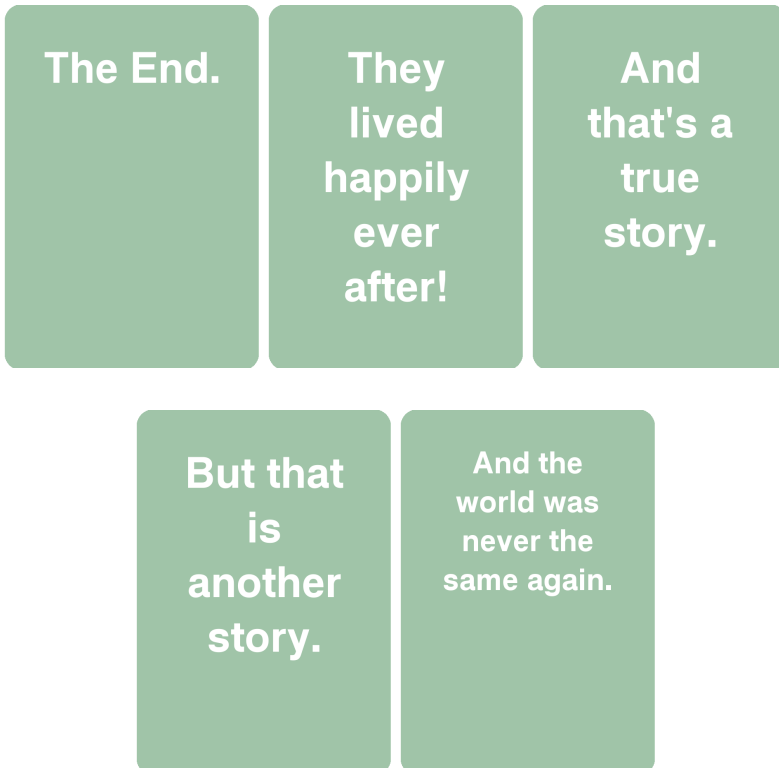 The End.
They
lived
happily
ever
after!
And
that's a
true
story.
But that
is
another
story.
And the
world was
never the
same again.